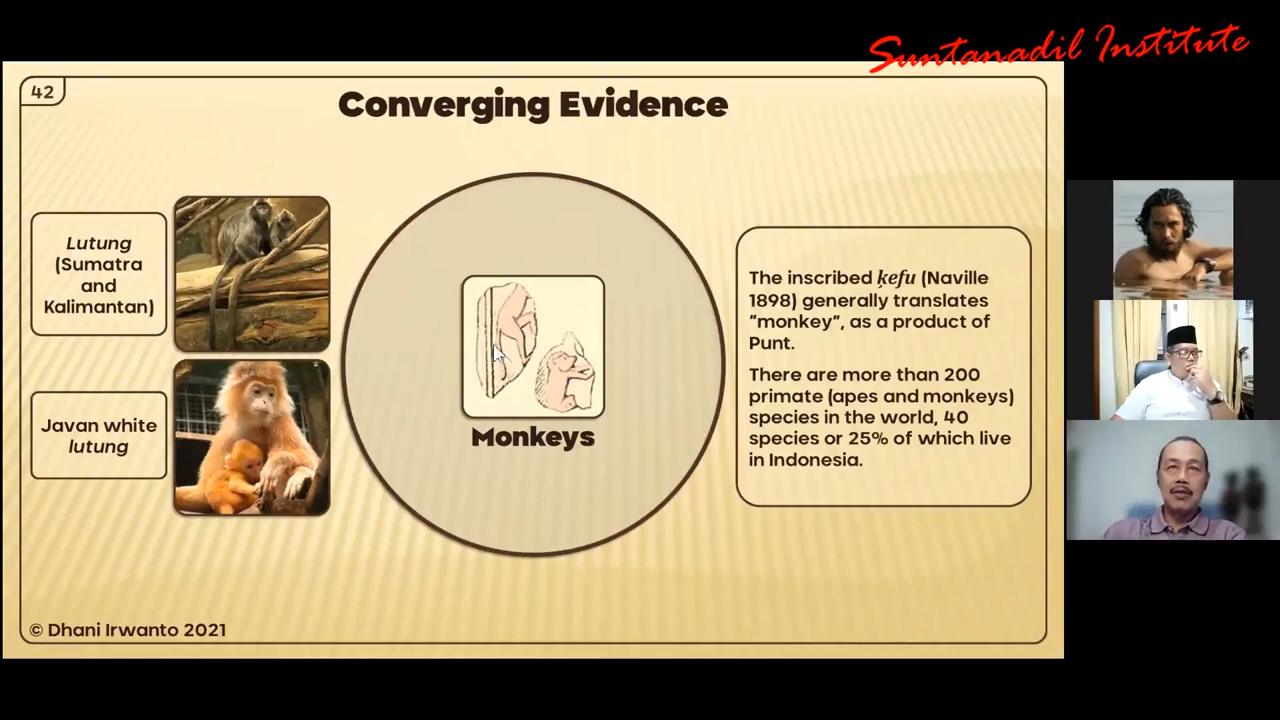 Suntanadil Institute
42
Converging Evidence
Lutung
(Sumatra
and
Kalimantan)
Javan white
lutung
Monkeys
The inscribed ḳefu (Naville
1898) generally translates
“monkey”, as a product of
Punt.
There are more than 200
primate (apes and monkeys)
species in the world, 40
species or 25% of which live
in Indonesia.
© Dhani Irwanto 2021